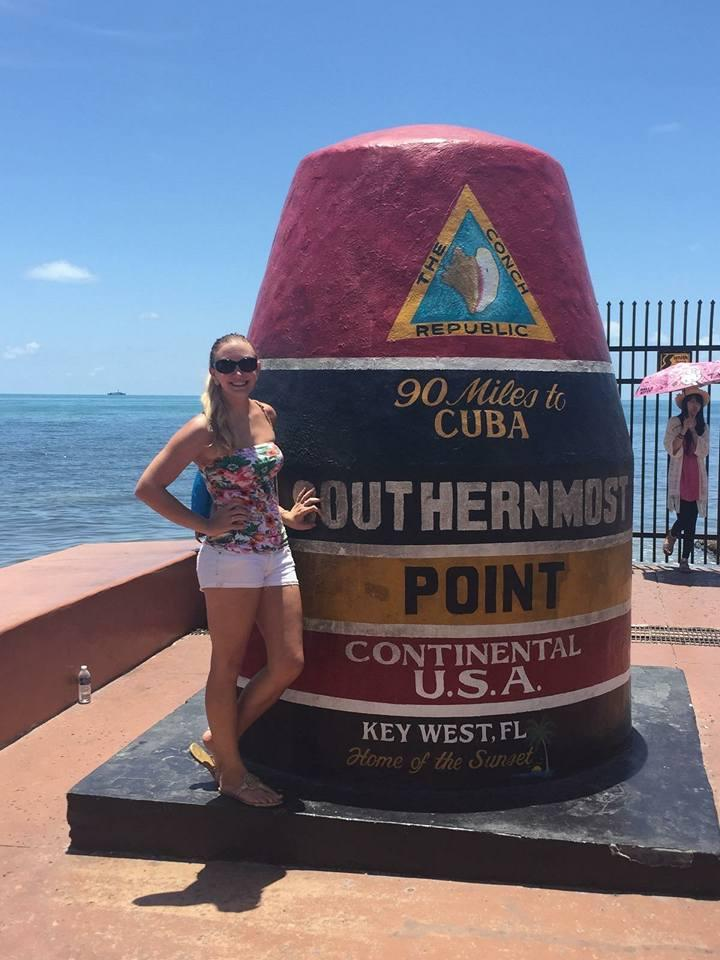 THE CONCH
REPUBLIC
90 Miles to
CUBA
SOUTHERNMOST
POINT
CONTINENTAL
U.S.A.
KEY WEST, FL
Home of the Sunset